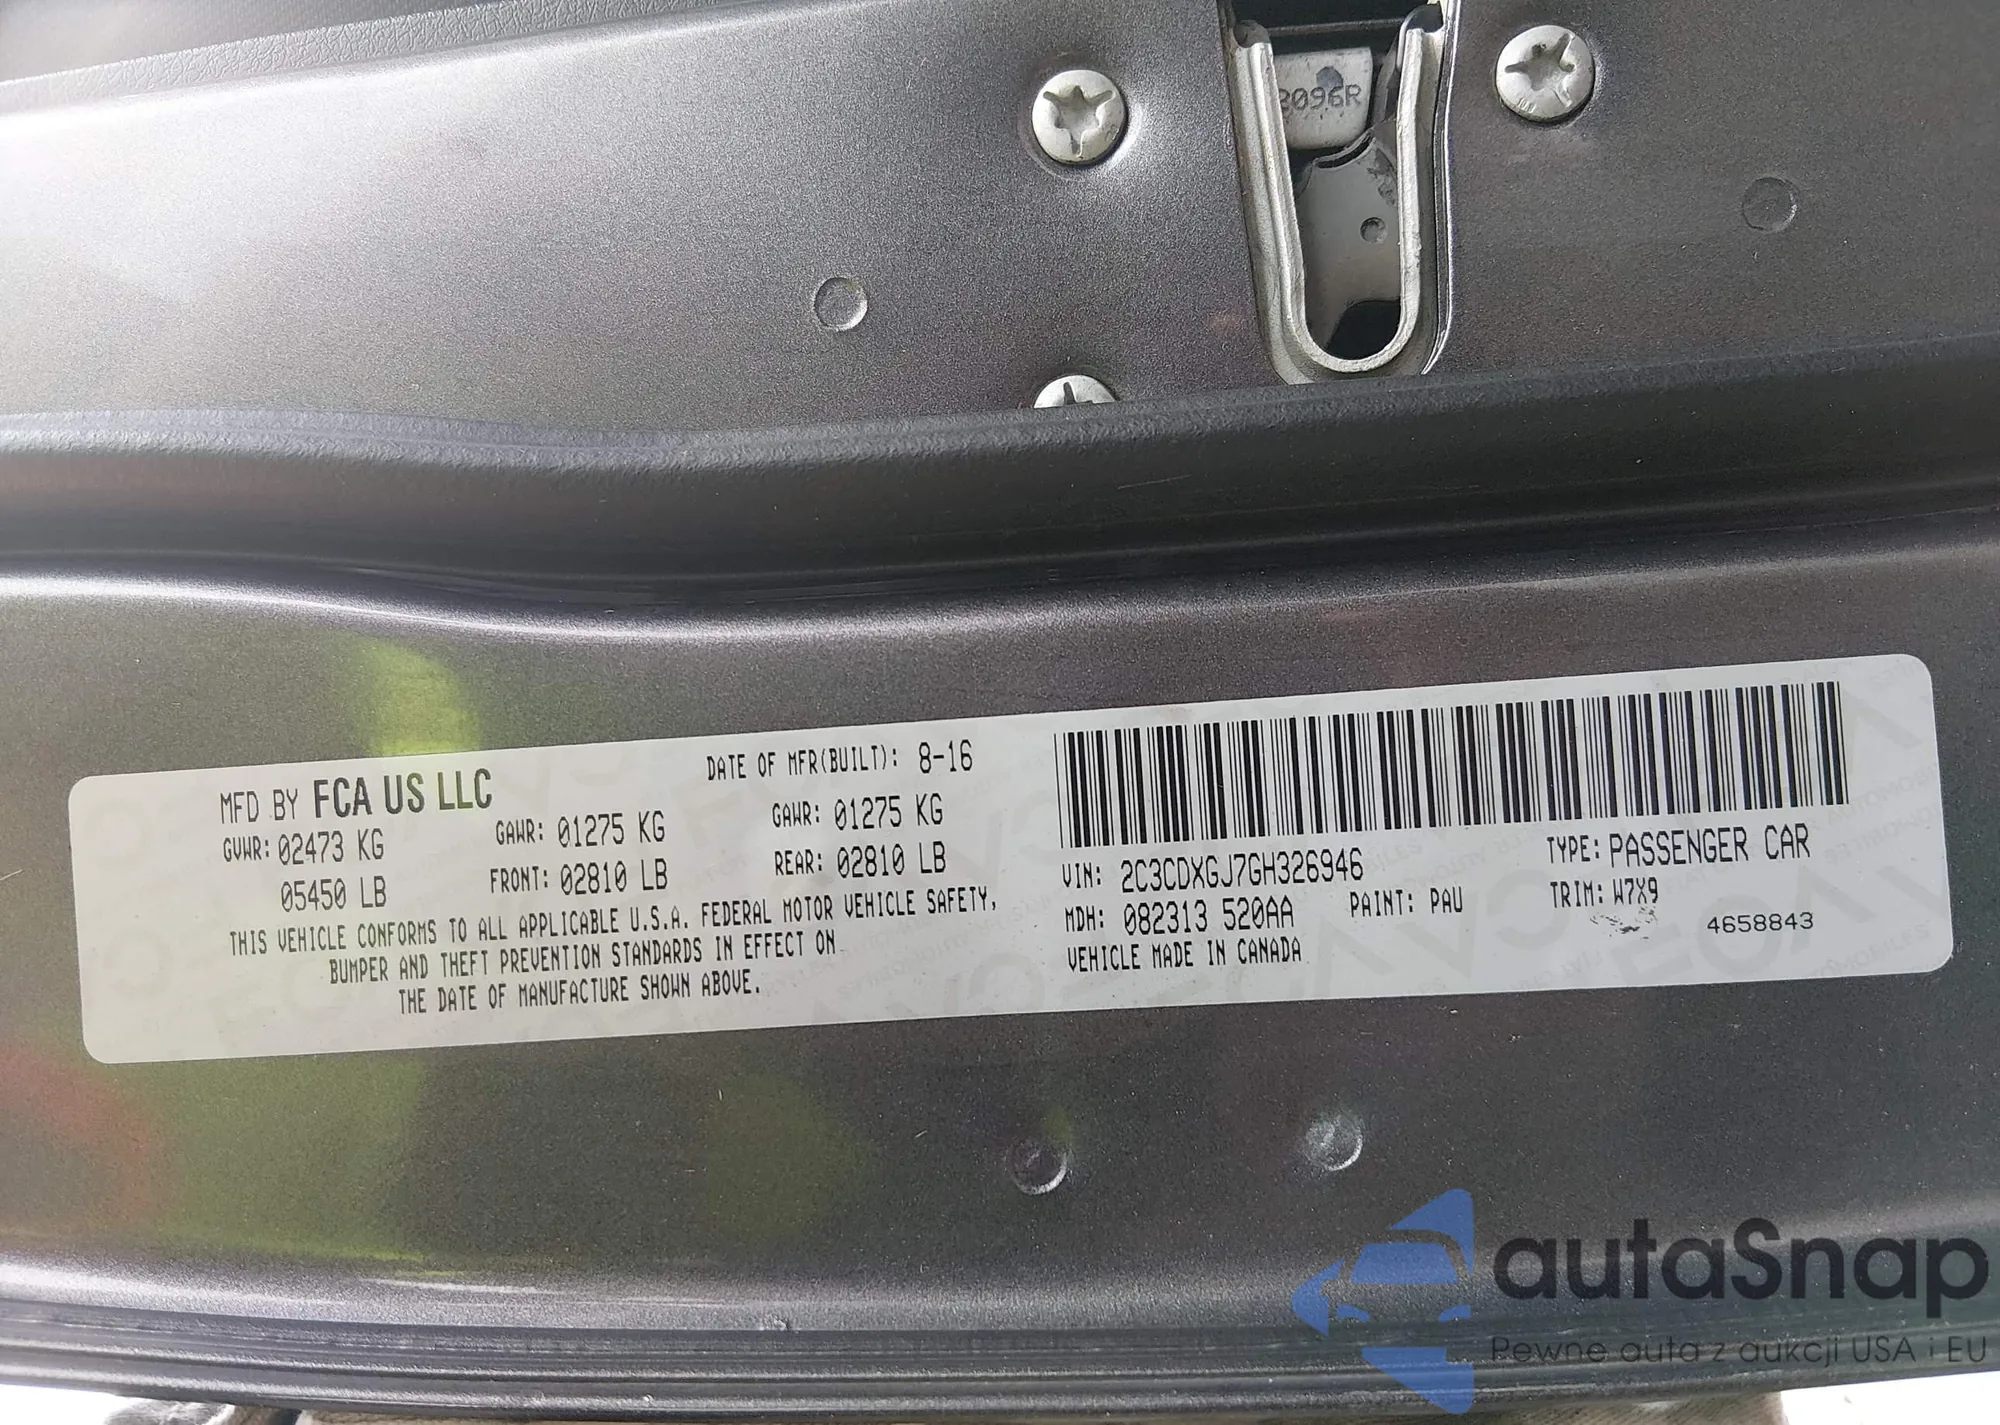 3096R
MFD BY FCA US LLC
DATE OF MFR(BUILT): 8-16
GVWR: 02473 KG
GAWR: 01275 KG
GAWR: 01275 KG
05450 LB
FRONT: 02810 LB
REAR: 02810 LB
THIS VEHICLE CONFORMS TO ALL APPLICABLE U.S.A. FEDERAL MOTOR VEHICLE SAFETY,
BUMPER AND THEFT PREVENTION STANDARDS IN EFFECT ON
THE DATE OF MANUFACTURE SHOWN ABOVE.
VIN: 2C3CDXGJ7GH326946
TYPE: PASSENGER CAR
MDH: 082313 520AA
PAINT: PAU
TRIM: W7X9
VEHICLE MADE IN CANADA
4658843
autaSnap
Pewne auta z aukcji USA i EU